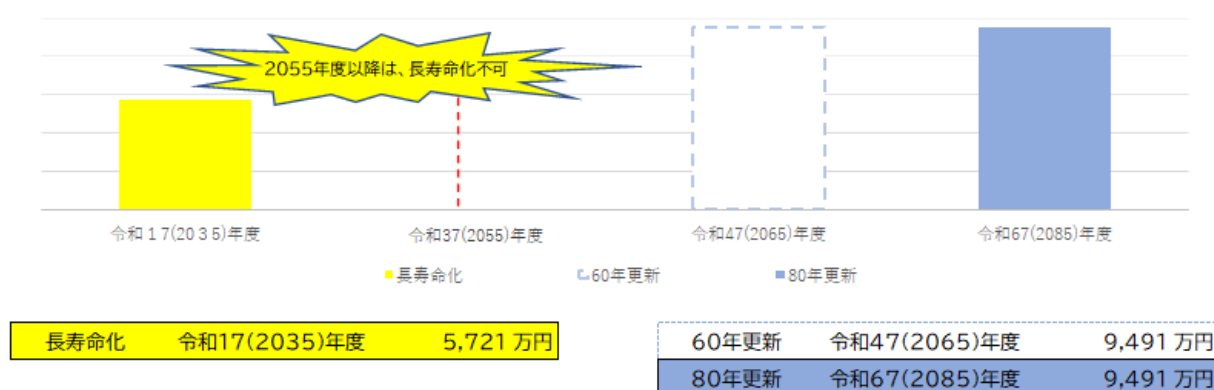 2055年度以降は、長寿命化不可
令和17(2035)年度
令和37(2055)年度
令和47(2065)年度
令和67(2085)年度
長寿命化
60年更新
80年更新
長寿命化 令和17(2035)年度 5,721 万円
60年更新 令和47(2065)年度 9,491 万円
80年更新 令和67(2085)年度 9,491 万円